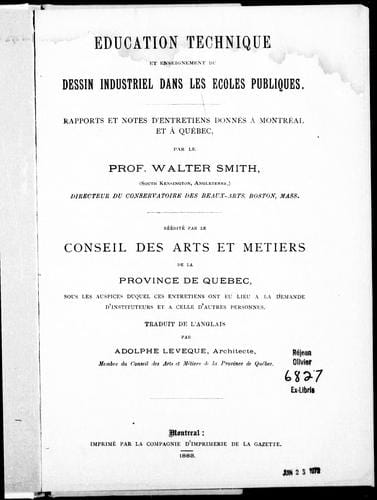 EDUCATION TECHNIQUE
ET ENSEIGNEMENT DU
DESSIN INDUSTRIEL DANS LES ECOLES PUBLIQUES.
RAPPORTS ET NOTES D'ENTRETIENS DONNES A MONTREAL
ET À QUÉBEC,
PAR LE
PROF. WALTER SMITH,
(SOUTH KENSINGTON, ANGLETERRE,)
DIRECTEUR DU CONSERVATOIRE DES BEAUX-ARTS, BOSTON, MASS.
RÉÉDITÉ PAR LE
CONSEIL DES ARTS ET METIERS
DE LA
PROVINCE DE QUEBEC,
SOUS LES AUSPICES DUQUEL CES ENTRETIENS ONT EU LIEU A LA DEMANDE
D'INSTITUTEURS ET A CELLE D'AUTRES PERSONNES.
TRADUIT DE L'ANGLAIS
PAR
ADOLPHE LEVEQUE, Architecte,
Membre du Conseil des Arts et Métiers de la Province de Québec.
Réjean
Olivier
6827
Ex-Libris
Montreal:
IMPRIMÉ PAR LA COMPAGNIE D'IMPRIMERIE DE LA GAZETTE.
1883.
JUN 23 1978